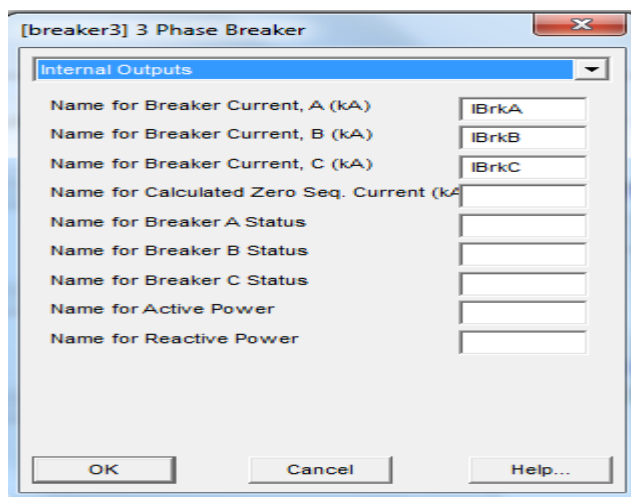 [breaker3] 3 Phase Breaker
Internal Outputs
Name for Breaker Current, A (kA) IBrkA
Name for Breaker Current, B (kA) IBrkB
Name for Breaker Current, C (kA) IBrkC
Name for Calculated Zero Seq. Current (kA
Name for Breaker A Status
Name for Breaker B Status
Name for Breaker C Status
Name for Active Power
Name for Reactive Power
OK Cancel Help...